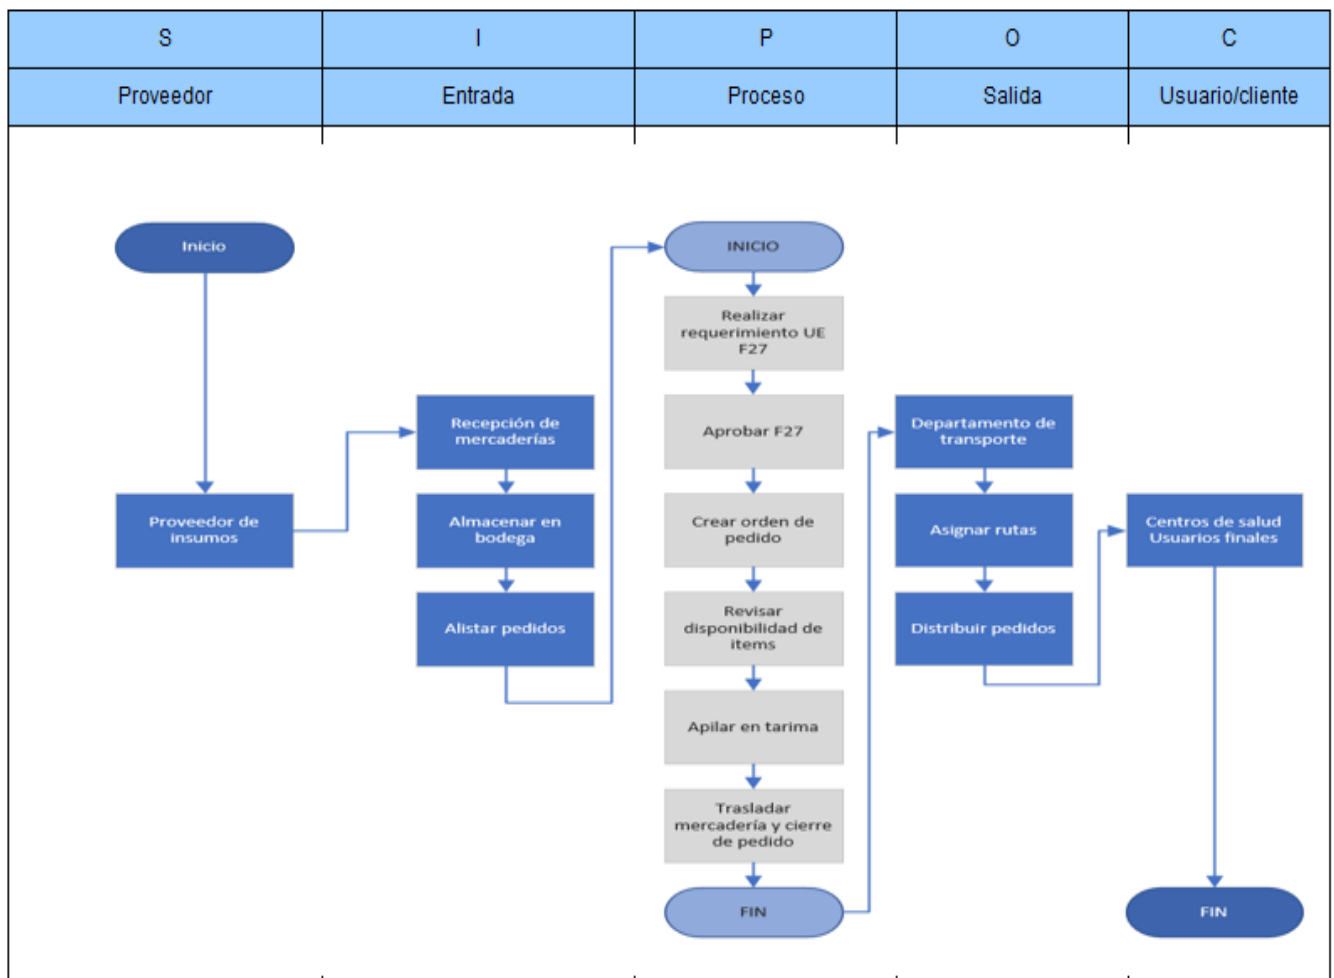 S
I
P
O
C
Proveedor
Entrada
Proceso
Salida
Usuario/cliente
Inicio
Proveedor de
insumos
Recepción de
mercaderías
Almacenar en
bodega
Alistar pedidos
INICIO
Realizar
requerimiento UE
F27
Aprobar F27
Crear orden de
pedido
Revisar
disponibilidad de
items
Apilar en tarima
Trasladar
mercadería y cierre
de pedido
FIN
Departamento de
transporte
Asignar rutas
Distribuir pedidos
Centros de salud
Usuarios finales
FIN